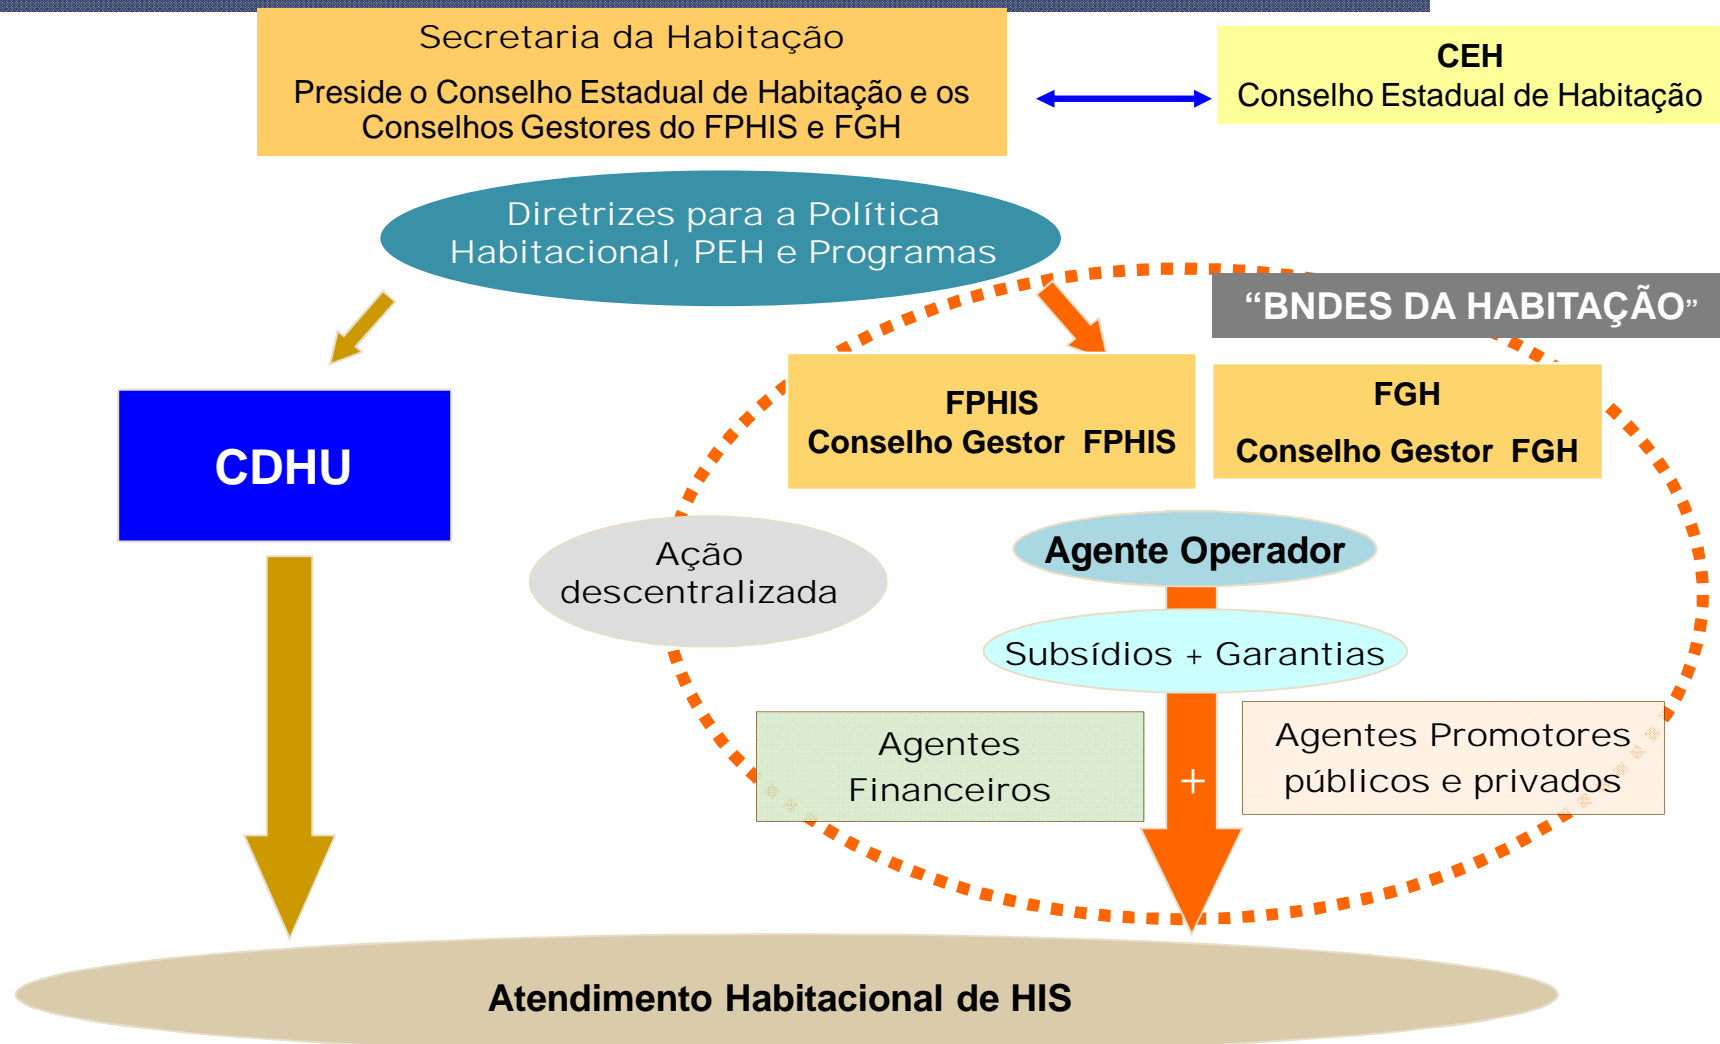 Secretaria da Habitação
Preside o Conselho Estadual de Habitação e os
Conselhos Gestores do FPHIS e FGH
CEH
Conselho Estadual de Habitação
Diretrizes para a Política
Habitacional, PEH e Programas
“BNDES DA HABITAÇÃO”
CDHU
FPHIS
Conselho Gestor FPHIS
FGH
Conselho Gestor FGH
Ação
descentralizada
Agente Operador
Subsídios + Garantias
Agentes
Financeiros
+
Agentes Promotores
públicos e privados
Atendimento Habitacional de HIS